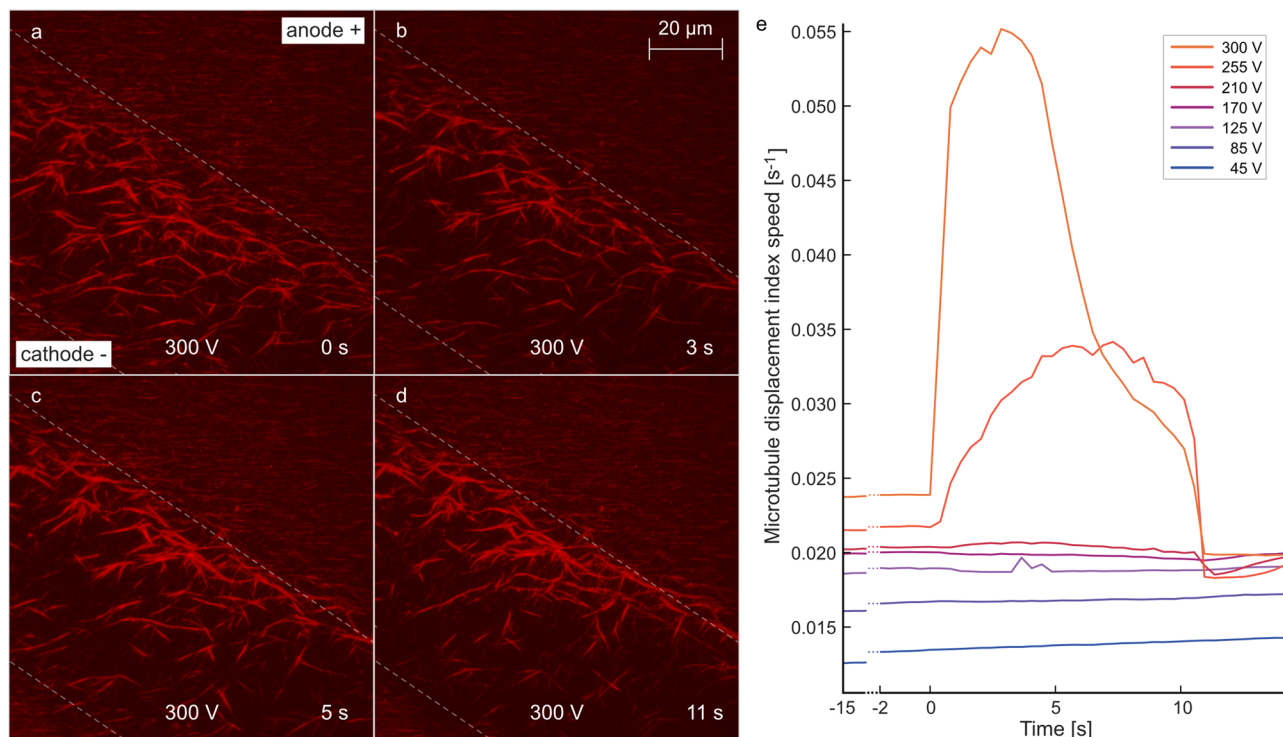 a
anode +
b
20 µm
300 V
0 s
cathode -
300 V
3 s
c
300 V
5 s
d
300 V
11 s
e
Microtubule displacement index speed [s⁻¹]
0.055
0.050
0.045
0.040
0.035
0.030
0.025
0.020
0.015
300 V
255 V
210 V
170 V
125 V
85 V
45 V
-15
-2
0
5
10
Time [s]